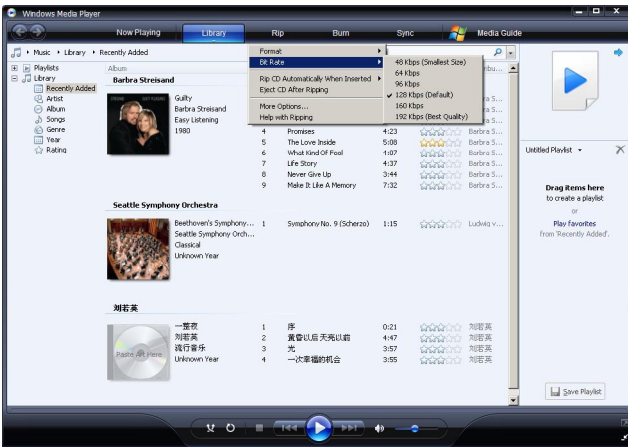 Windows Media Player
Now Playing
Library
Rip
Burn
Sync
Media Guide
Music
Library
Recently Added
Playlists
Library
Recently Added
Artist
Album
Songs
Genre
Year
Rating
Format
Bit Rate
Rip CD Automatically When Inserted
Eject CD After Ripping
More Options...
Help with Ripping
48 Kbps (Smallest Size)
64 Kbps
96 Kbps
128 Kbps (Default)
160 Kbps
192 Kbps (Best Quality)
Album
Barbra Streisand
Guilty
Barbra Streisand
Easy Listening
1980
4 Promises 4:23 Barbra S...
5 The Love Inside 5:08 Barbra S...
6 What Kind Of Fool 4:07 Barbra S...
7 Life Story 4:37 Barbra S...
8 Never Give Up 3:44 Barbra S...
9 Make It Like A Memory 7:32 Barbra S...
Seattle Symphony Orchestra
Beethoven's Symphony... 1 Symphony No. 9 (Scherzo) 1:15 Ludwig v...
Seattle Symphony Orch...
Classical
Unknown Year
刘若英
Paste Art Here
一整夜 1 序 0:21 刘若英
刘若英 2 黄昏以后天亮以前 4:47 刘若英
流行音乐 3 光 3:57 刘若英
Unknown Year 4 一次幸福的机会 3:55 刘若英
Untitled Playlist
Drag items here
to create a playlist
or
Play favorites
from 'Recently Added'.
Save Playlist